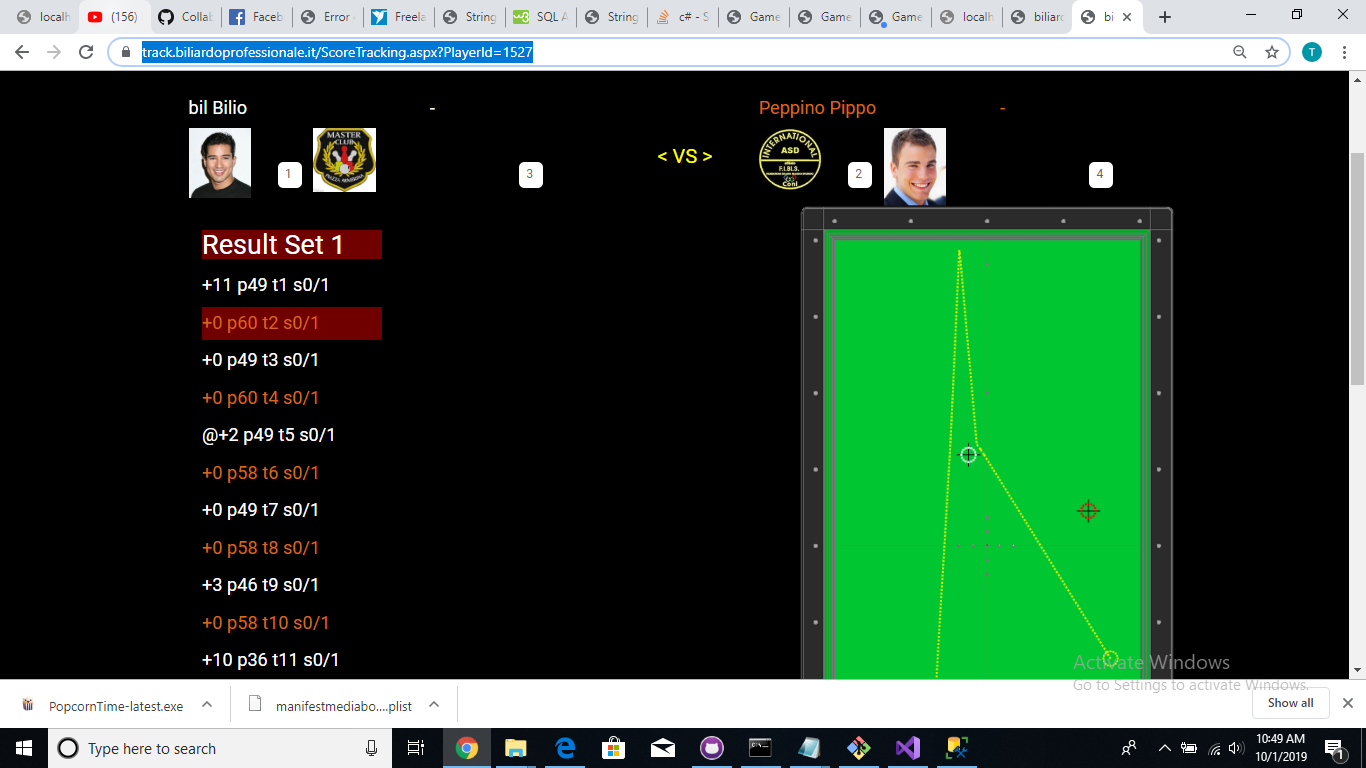 localh
(156)
Collab
Faceb
Error
Freela
String
SQL A
String
c# - S
Game
Game
Game
localh
biliard
bi
track.biliardoprofessionale.it/ScoreTracking.aspx?PlayerId=1527
T
bil Bilio - Peppino Pippo -
MASTER
CLUB
INTERNATIONAL
ASD
F.I.BI.S.
Coni
1 3 < VS > 2 4
Result Set 1
+11 p49 t1 s0/1
+0 p60 t2 s0/1
+0 p49 t3 s0/1
+0 p60 t4 s0/1
@+2 p49 t5 s0/1
+0 p58 t6 s0/1
+0 p49 t7 s0/1
+0 p58 t8 s0/1
+3 p46 t9 s0/1
+0 p58 t10 s0/1
+10 p36 t11 s0/1
Activate Windows
Go to Settings to activate Windows.
PopcornTime-latest.exe
manifestmediabo....plist
Show all
Type here to search
10:49 AM
10/1/2019
1